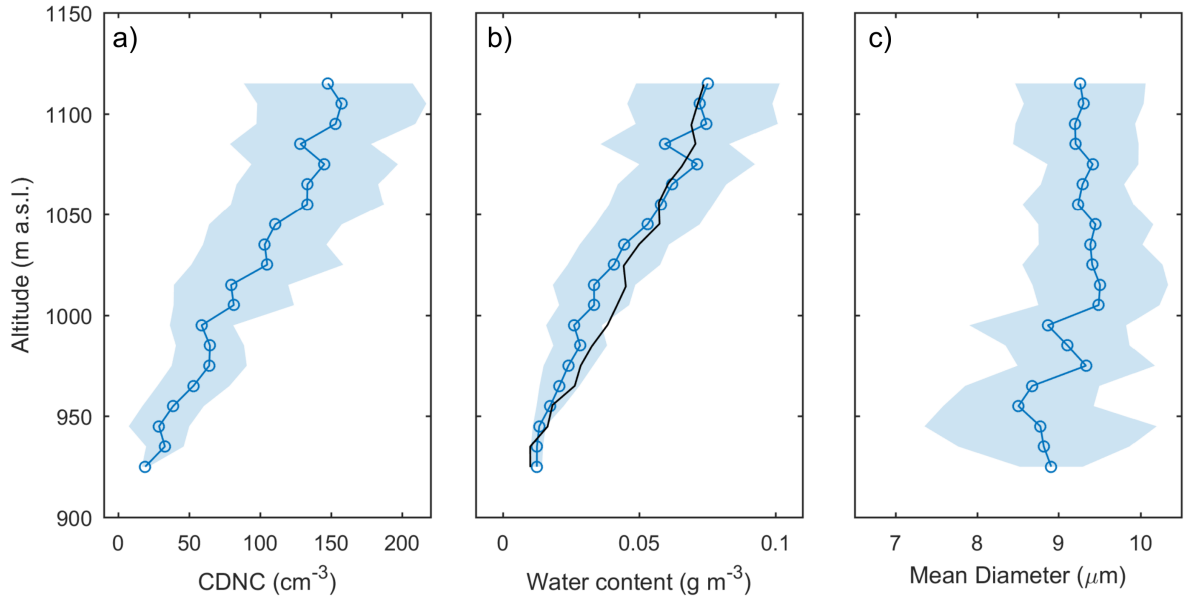 a)
b)
c)
1150
1100
1050
1000
950
900
Altitude (m a.s.l.)
0 50 100 150 200
0 0.05 0.1
7 8 9 10
CDNC (cm⁻³)
Water content (g m⁻³)
Mean Diameter (μm)